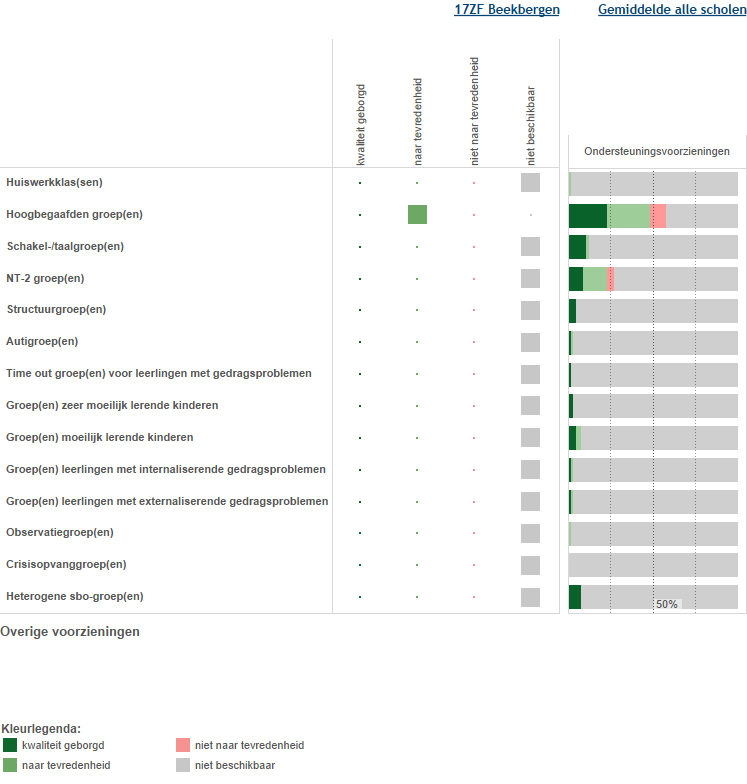 17ZF Beekbergen
Gemiddelde alle scholen
kwaliteit geborgd
naar tevredenheid
niet naar tevredenheid
niet beschikbaar
Ondersteuningsvoorzieningen
Huiswerkklas(sen)
Hoogbegaafden groep(en)
Schakel-/taalgroep(en)
NT-2 groep(en)
Structuurgroep(en)
Autigroep(en)
Time out groep(en) voor leerlingen met gedragsproblemen
Groep(en) zeer moeilijk lerende kinderen
Groep(en) moeilijk lerende kinderen
Groep(en) leerlingen met internaliserende gedragsproblemen
Groep(en) leerlingen met externaliserende gedragsproblemen
Observatiegroep(en)
Crisisopvanggroep(en)
Heterogene sbo-groep(en)
50%
Overige voorzieningen
Kleurlegenda:
kwaliteit geborgd
niet naar tevredenheid
naar tevredenheid
niet beschikbaar